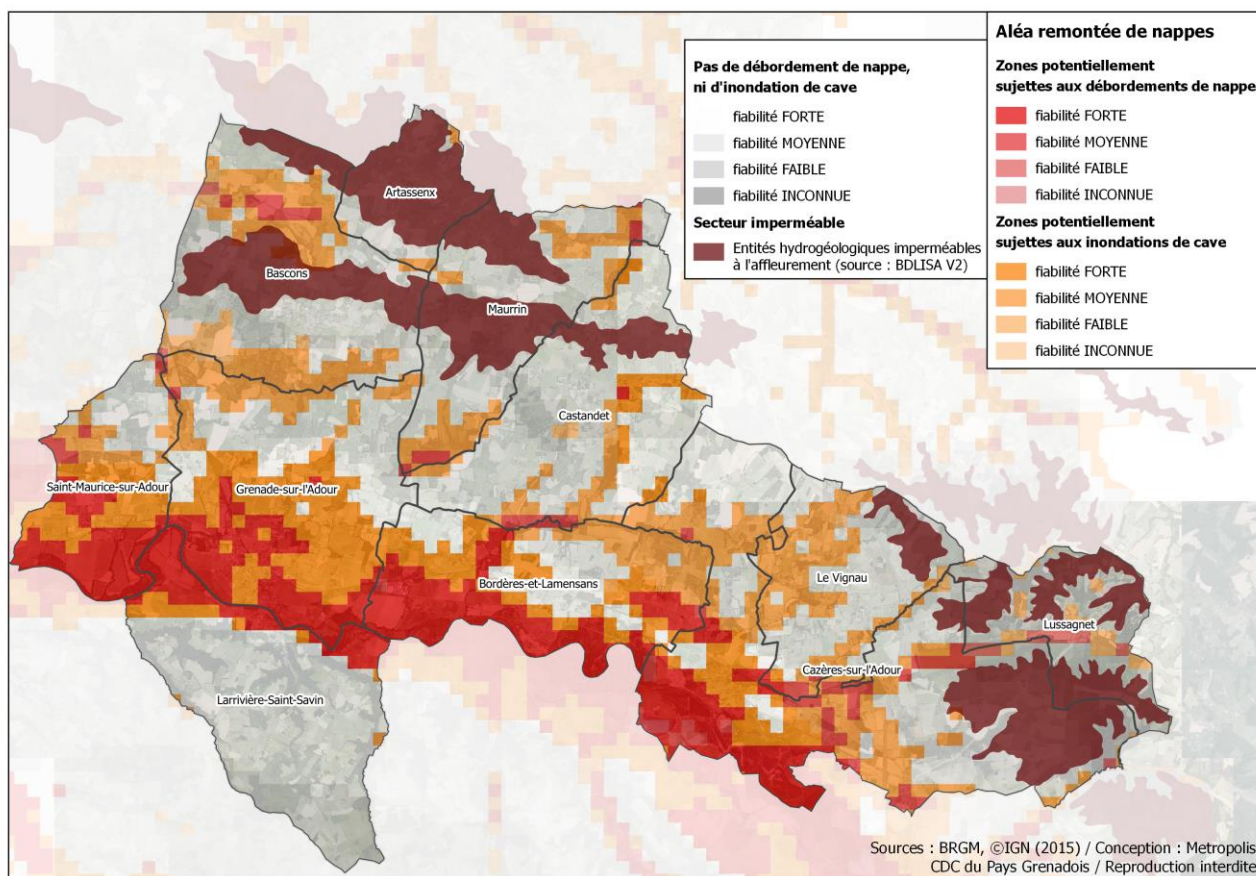 Pas de débordement de nappe,
ni d'inondation de cave
fiabilité FORTE
fiabilité MOYENNE
fiabilité FAIBLE
fiabilité INCONNUE
Secteur imperméable
Entités hydrogéologiques imperméables
à l'affleurement (source : BDLISA V2)
Aléa remontée de nappes
Zones potentiellement
sujettes aux débordements de nappe
fiabilité FORTE
fiabilité MOYENNE
fiabilité FAIBLE
fiabilité INCONNUE
Zones potentiellement
sujettes aux inondations de cave
fiabilité FORTE
fiabilité MOYENNE
fiabilité FAIBLE
fiabilité INCONNUE
Artassenx
Bascons
Maurrin
Castandet
Saint-Maurice-sur-Adour
Grenade-sur-l'Adour
Bordères-et-Lamensans
Le Vignau
Lussagnet
Cazères-sur-l'Adour
Larrivière-Saint-Savin
Sources : BRGM, ©IGN (2015) / Conception : Metropolis
CDC du Pays Grenadois / Reproduction interdite